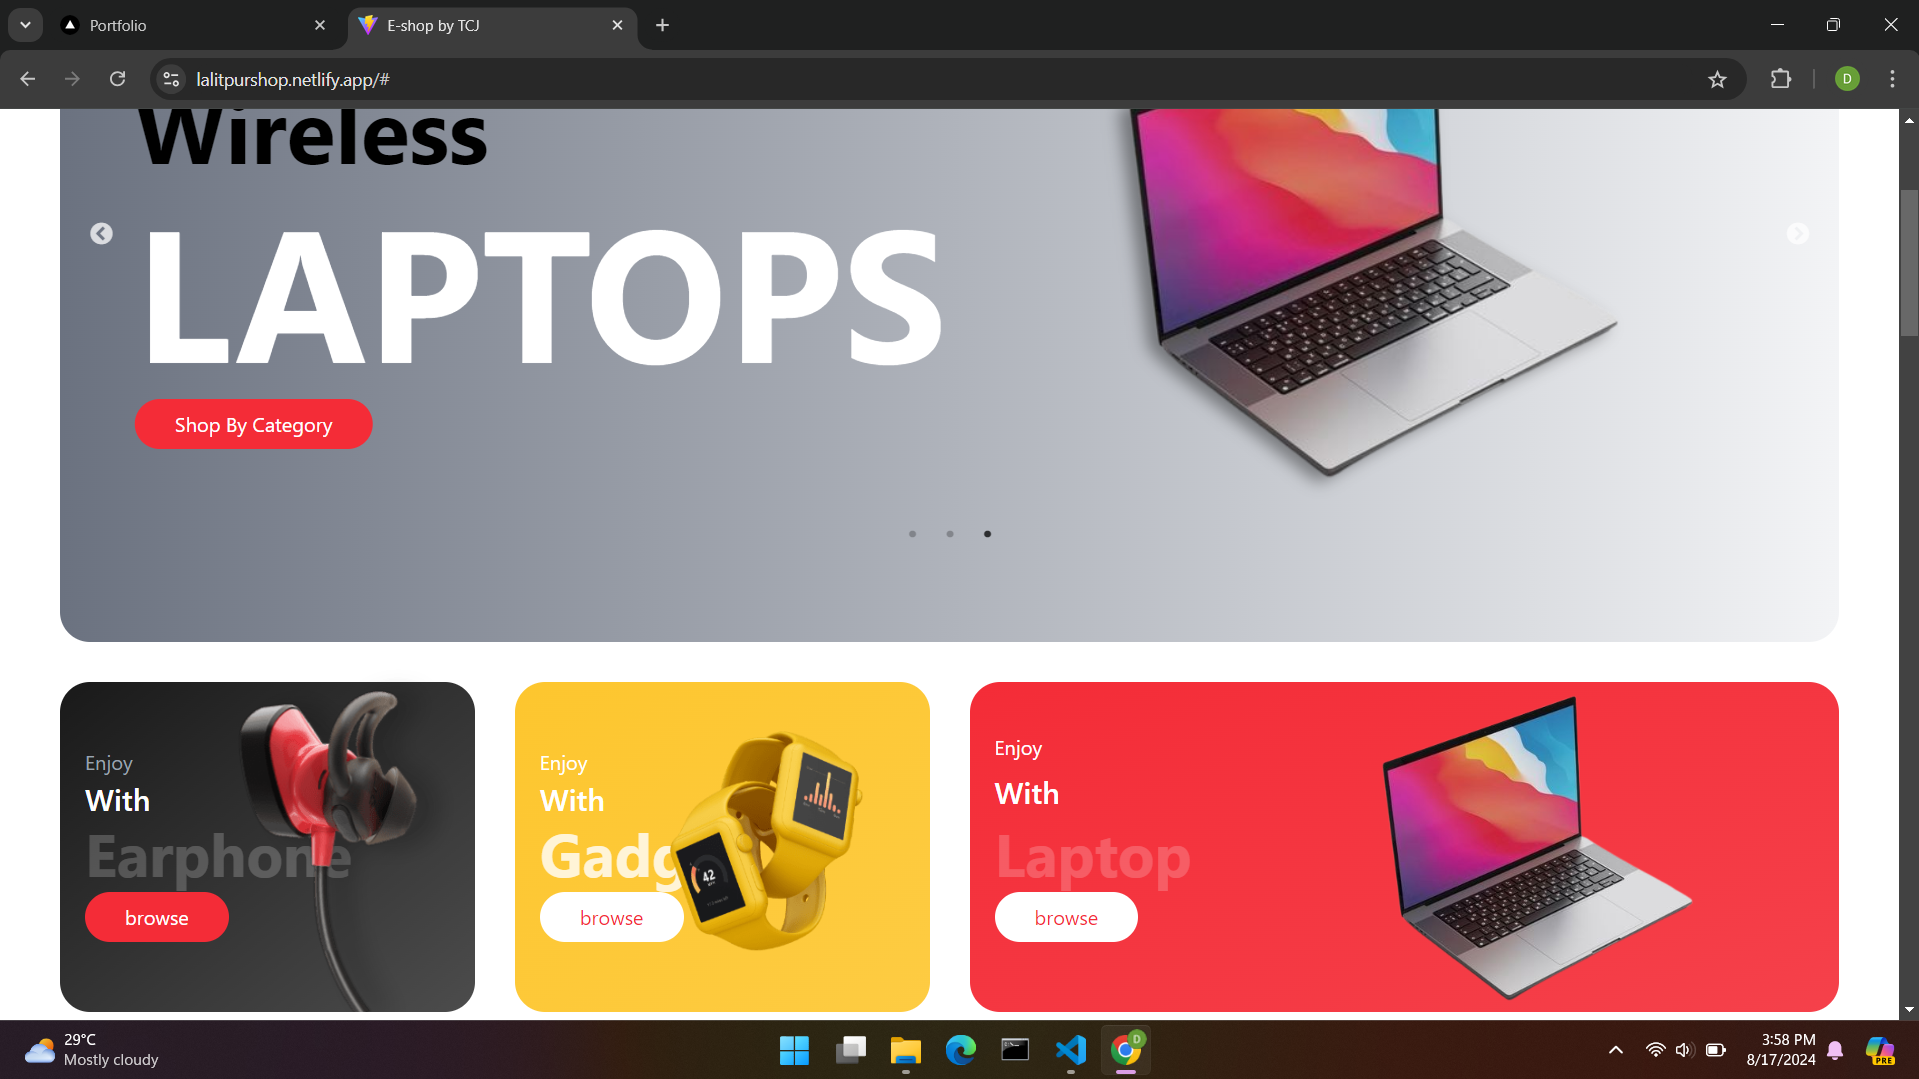 Portfolio
E-shop by TCJ
lalitpurshop.netlify.app/#
D
Wireless
LAPTOPS
Shop By Category
Enjoy
With
Earphone
browse
Enjoy
With
Gadg
42
browse
Enjoy
With
Laptop
browse
29°C
Mostly cloudy
D
3:58 PM
8/17/2024
PRE